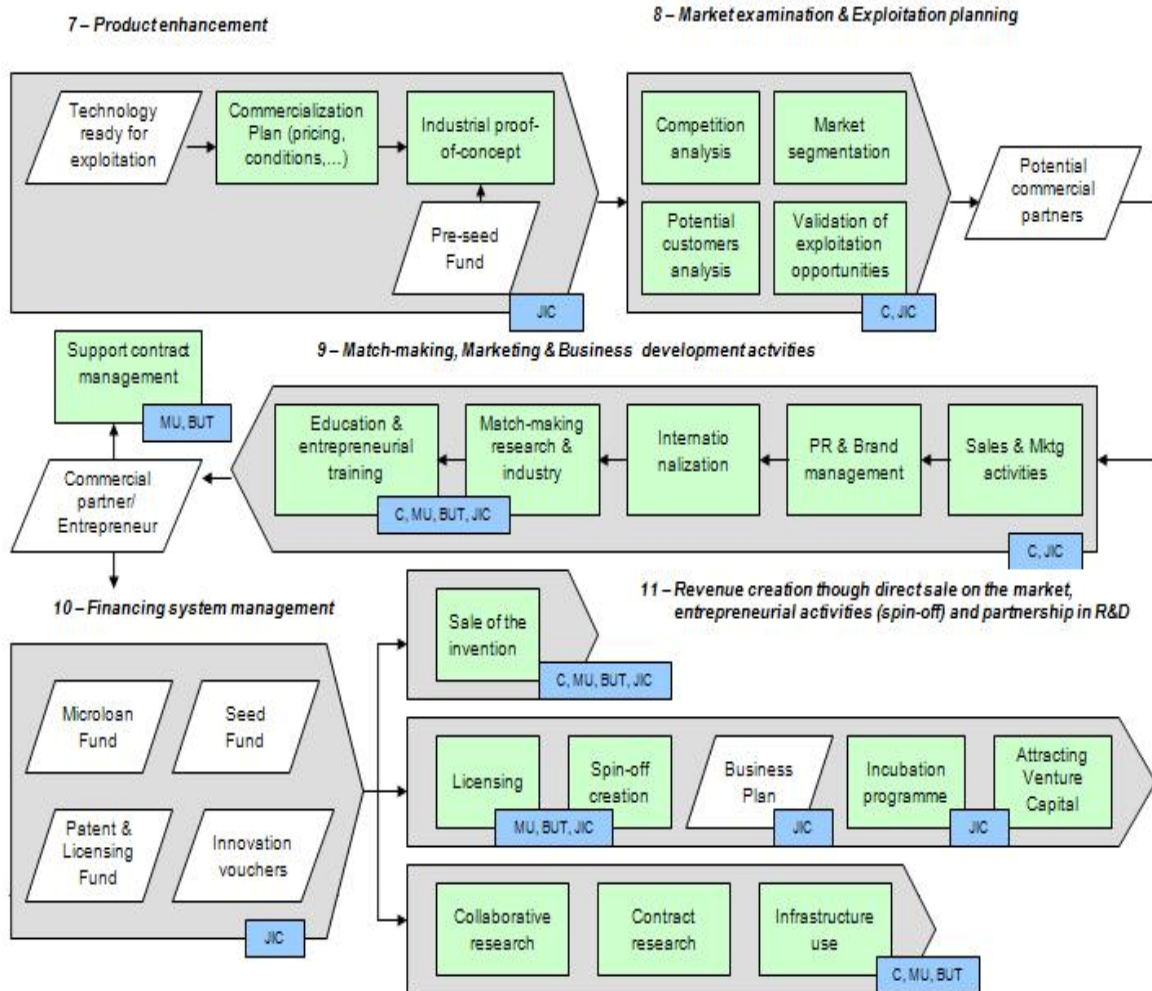 7 – Product enhancement
8 – Market examination & Exploitation planning
Technology
ready for
exploitation
Commercialization
Plan (pricing,
conditions,...)
Industrial proof-
of-concept
Pre-seed
Fund
JIC
Competition
analysis
Market
segmentation
Potential
customers
analysis
Validation of
exploitation
opportunities
C, JIC
Potential
commercial
partners
Support contract
management
MU, BUT
9 – Match-making, Marketing & Business development actvities
Education &
entrepreneurial
training
Match-making
research &
industry
C, MU, BUT, JIC
Internatio
nalization
PR & Brand
management
Sales & Mktg
activities
C, JIC
Commercial
partner/
Entrepreneur
10 – Financing system management
11 – Revenue creation though direct sale on the market,
entrepreneurial activities (spin-off) and partnership in R&D
Microloan
Fund
Seed
Fund
Patent &
Licensing
Fund
Innovation
vouchers
JIC
Sale of the
invention
C, MU, BUT, JIC
Licensing
Spin-off
creation
MU, BUT, JIC
Business
Plan
JIC
Incubation
programme
JIC
Attracting
Venture
Capital
Collaborative
research
Contract
research
Infrastructure
use
C, MU, BUT